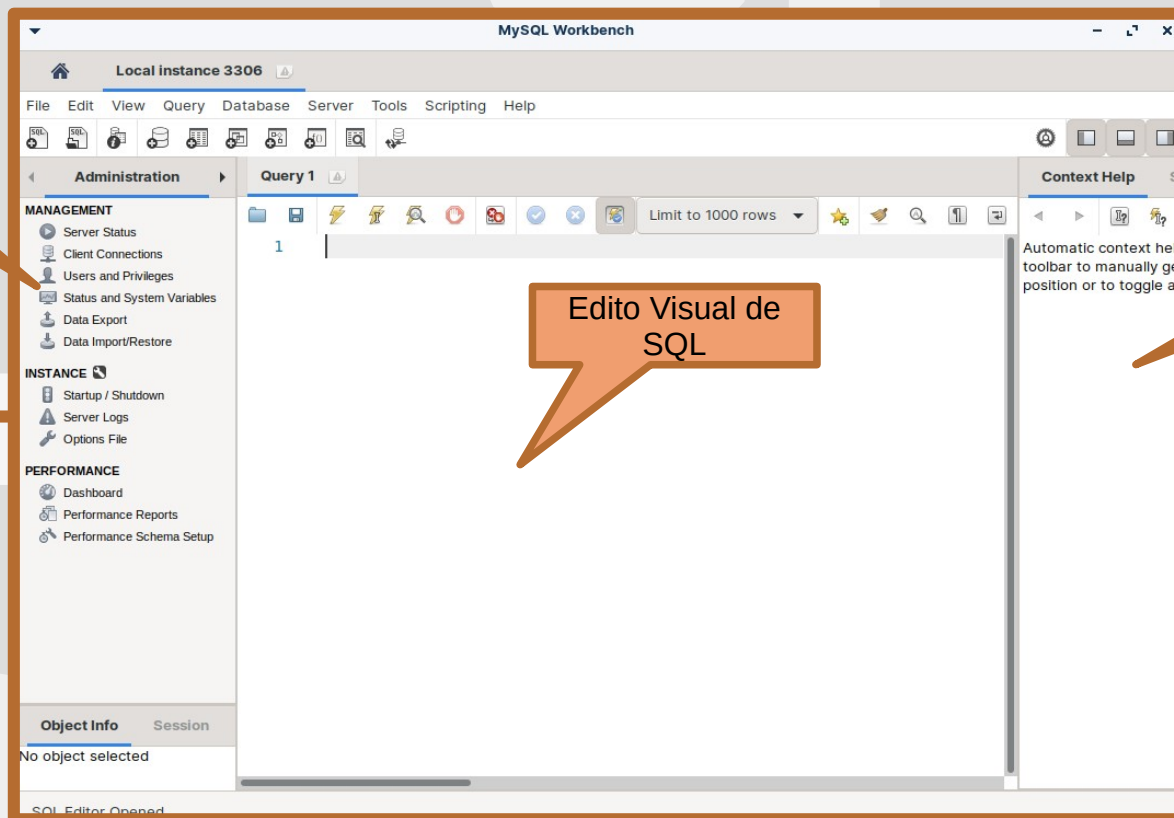 MySQL Workbench
Local instance 3306
File Edit View Query Database Server Tools Scripting Help
Administration
Query 1
Context Help
MANAGEMENT
Server Status
Client Connections
Users and Privileges
Status and System Variables
Data Export
Data Import/Restore
INSTANCE
Startup / Shutdown
Server Logs
Options File
PERFORMANCE
Dashboard
Performance Reports
Performance Schema Setup
Limit to 1000 rows
1
Edito Visual de
SQL
Automatic context
toolbar to manually
position or to toggle
Object Info Session
No object selected
SQL Editor Opened